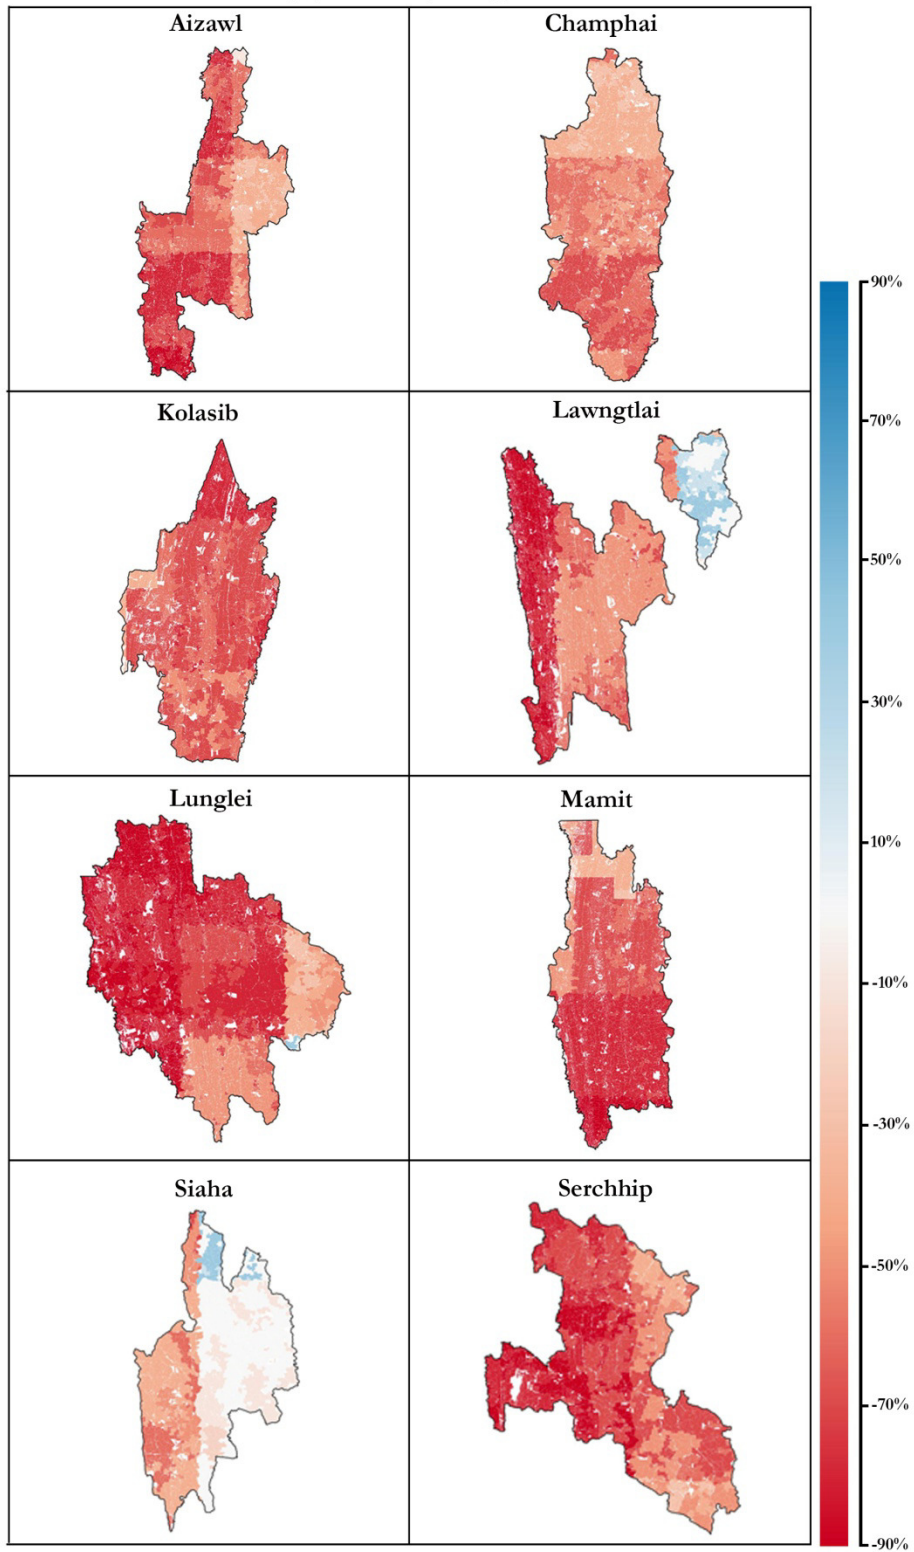 Aizawl
Champhai
Kolasib
Lawngtlai
Lunglei
Mamit
Siaha
Serchhip
90%
70%
50%
30%
10%
-10%
-30%
-50%
-70%
-90%